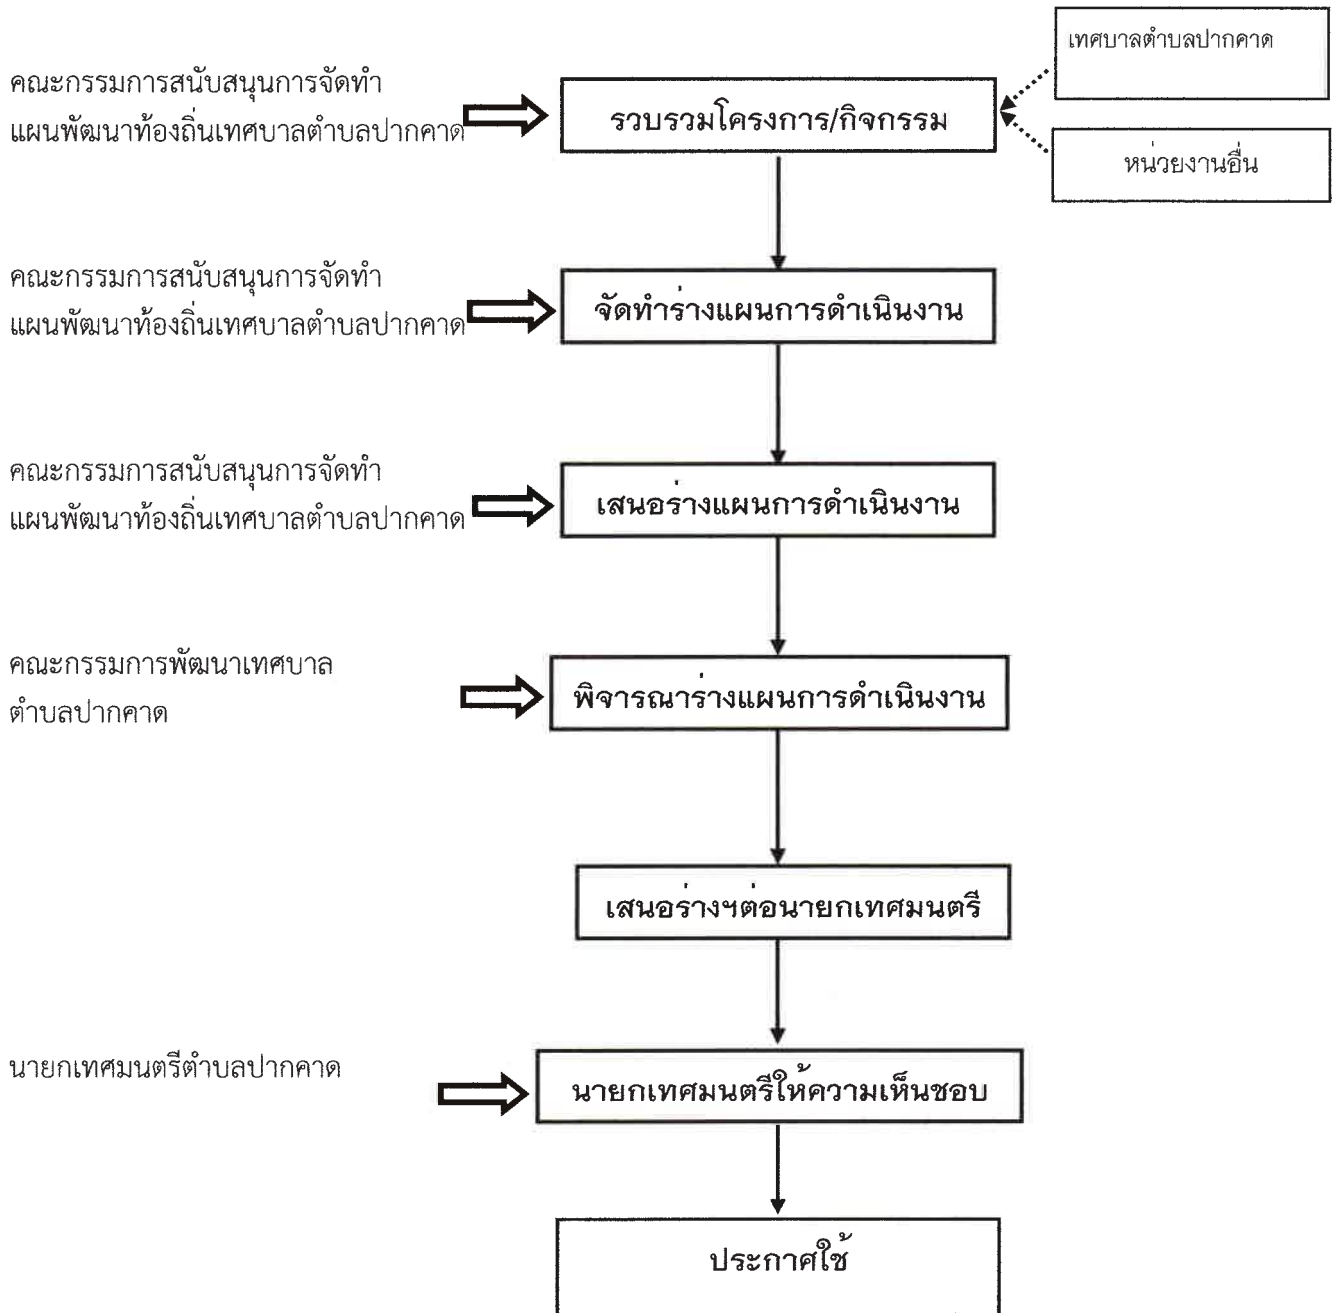 เทศบาลตำบลปากคาด
คณะกรรมการสนับสนุนการจัดทำ
แผนพัฒนาท้องถิ่นเทศบาลตำบลปากคาด
รวบรวมโครงการ/กิจกรรม
หน่วยงานอื่น
คณะกรรมการสนับสนุนการจัดทำ
แผนพัฒนาท้องถิ่นเทศบาลตำบลปากคาด
จัดทำร่างแผนการดำเนินงาน
คณะกรรมการสนับสนุนการจัดทำ
แผนพัฒนาท้องถิ่นเทศบาลตำบลปากคาด
เสนอร่างแผนการดำเนินงาน
คณะกรรมการพัฒนาเทศบาล
ตำบลปากคาด
พิจารณาร่างแผนการดำเนินงาน
เสนอร่างฯต่อนายกเทศมนตรี
นายกเทศมนตรีตำบลปากคาด
นายกเทศมนตรีให้ความเห็นชอบ
ประกาศใช้